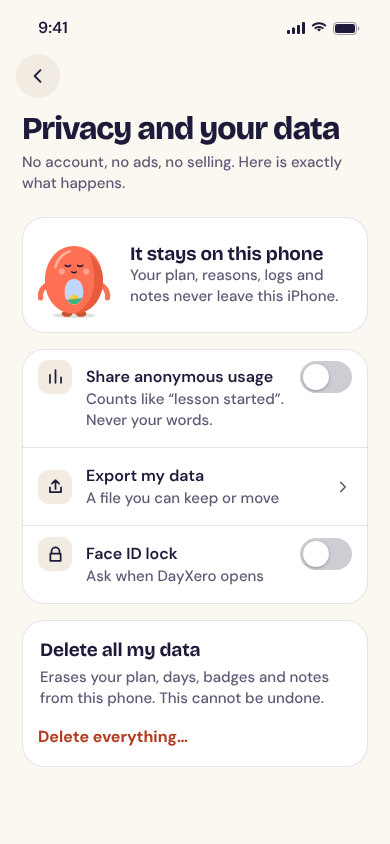 9:41
Privacy and your data
No account, no ads, no selling. Here is exactly
what happens.
It stays on this phone
Your plan, reasons, logs and
notes never leave this iPhone.
Share anonymous usage
Counts like “lesson started”.
Never your words.
Export my data
A file you can keep or move
Face ID lock
Ask when DayXero opens
Delete all my data
Erases your plan, days, badges and notes
from this phone. This cannot be undone.
Delete everything...